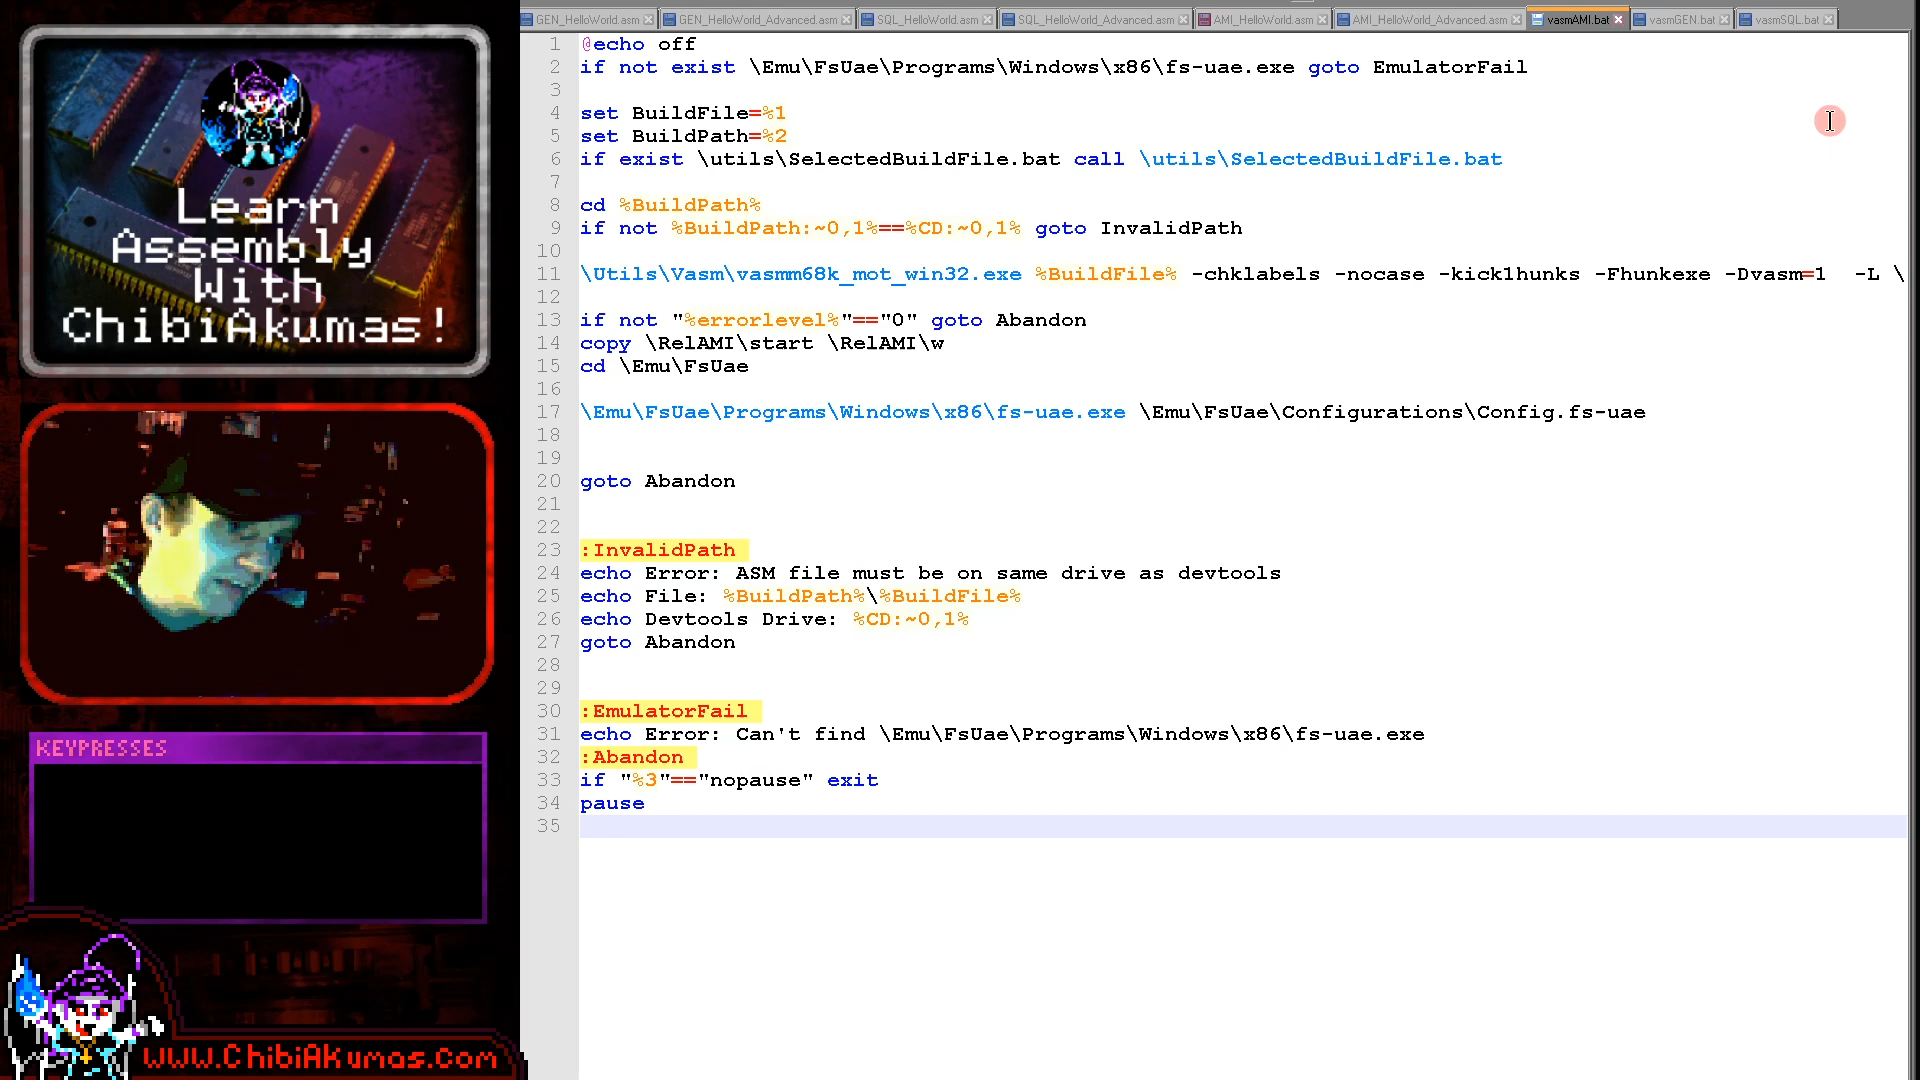 GEN_HelloWorld.asm
GEN_HelloWorld_Advanced.asm
SQL_HelloWorld.asm
SQL_HelloWorld_Advanced.asm
AMI_HelloWorld.asm
AMI_HelloWorld_Advanced.asm
vasmAMI.bat
vasmGEN.bat
vasmSQL.bat
Learn
Assembly
With
ChibiAkumas!
KEYPRESSES
www.ChibiAkumas.com
1 @echo off
2 if not exist \Emu\FsUae\Programs\Windows\x86\fs-uae.exe goto EmulatorFail
3
4 set BuildFile=%1
5 set BuildPath=%2
6 if exist \utils\SelectedBuildFile.bat call \utils\SelectedBuildFile.bat
7
8 cd %BuildPath%
9 if not %BuildPath:~0,1%==%CD:~0,1% goto InvalidPath
10
11 \Utils\Vasm\vasmm68k_mot_win32.exe %BuildFile% -chklabels -nocase -kick1hunks -Fhunkexe -Dvasm=1  -L \
12
13 if not "%errorlevel%"=="0" goto Abandon
14 copy \RelAMI\start \RelAMI\w
15 cd \Emu\FsUae
16
17 \Emu\FsUae\Programs\Windows\x86\fs-uae.exe \Emu\FsUae\Configurations\Config.fs-uae
18
19
20 goto Abandon
21
22
23 :InvalidPath
24 echo Error: ASM file must be on same drive as devtools
25 echo File: %BuildPath%\%BuildFile%
26 echo Devtools Drive: %CD:~0,1%
27 goto Abandon
28
29
30 :EmulatorFail
31 echo Error: Can't find \Emu\FsUae\Programs\Windows\x86\fs-uae.exe
32 :Abandon
33 if "%3"=="nopause" exit
34 pause
35